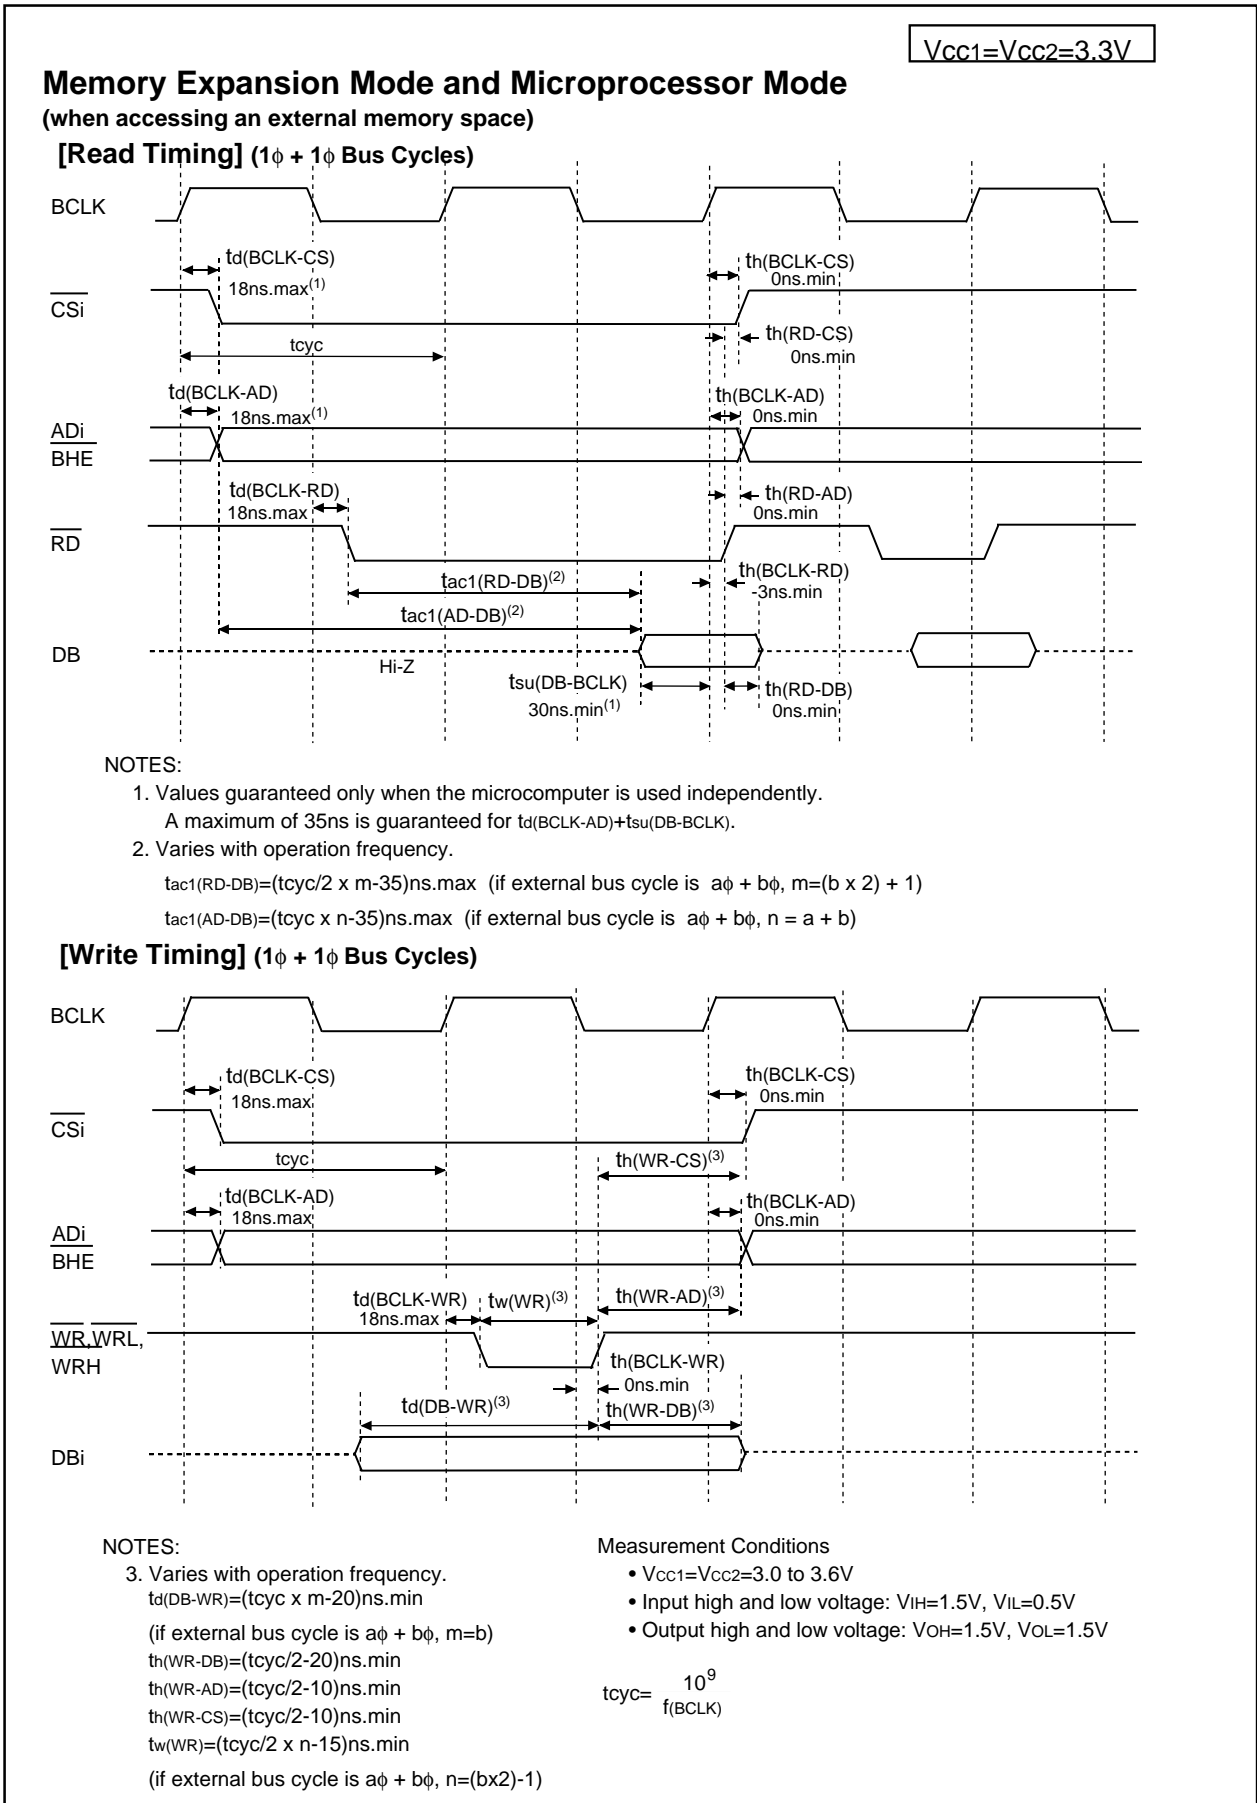 Vcc1=Vcc2=3.3V
Memory Expansion Mode and Microprocessor Mode
(when accessing an external memory space)
[Read Timing] (1ϕ + 1ϕ Bus Cycles)
BCLK
td(BCLK-CS)
18ns.max(1)
th(BCLK-CS)
0ns.min
CSi
th(RD-CS)
0ns.min
tcyc
td(BCLK-AD)
18ns.max(1)
th(BCLK-AD)
0ns.min
ADi
BHE
td(BCLK-RD)
18ns.max
th(RD-AD)
0ns.min
RD
th(BCLK-RD)
-3ns.min
tac1(RD-DB)(2)
tac1(AD-DB)(2)
DB
Hi-Z
tsu(DB-BCLK)
30ns.min(1)
th(RD-DB)
0ns.min
NOTES:
1. Values guaranteed only when the microcomputer is used independently.
A maximum of 35ns is guaranteed for td(BCLK-AD)+tsu(DB-BCLK).
2. Varies with operation frequency.
tac1(RD-DB)=(tcyc/2 x m-35)ns.max (if external bus cycle is aϕ + bϕ, m=(b x 2) + 1)
tac1(AD-DB)=(tcyc x n-35)ns.max (if external bus cycle is aϕ + bϕ, n = a + b)
[Write Timing] (1ϕ + 1ϕ Bus Cycles)
BCLK
td(BCLK-CS)
18ns.max
th(BCLK-CS)
0ns.min
CSi
tcyc
th(WR-CS)(3)
td(BCLK-AD)
18ns.max
th(BCLK-AD)
0ns.min
ADi
BHE
td(BCLK-WR)
18ns.max
tw(WR)(3)
th(WR-AD)(3)
WR,WRL,
WRH
th(BCLK-WR)
0ns.min
td(DB-WR)(3)
th(WR-DB)(3)
DBi
NOTES:
3. Varies with operation frequency.
td(DB-WR)=(tcyc x m-20)ns.min
(if external bus cycle is aϕ + bϕ, m=b)
th(WR-DB)=(tcyc/2-20)ns.min
th(WR-AD)=(tcyc/2-10)ns.min
th(WR-CS)=(tcyc/2-10)ns.min
tw(WR)=(tcyc/2 x n-15)ns.min
(if external bus cycle is aϕ + bϕ, n=(bx2)-1)
Measurement Conditions
• VCC1=VCC2=3.0 to 3.6V
• Input high and low voltage: VIH=1.5V, VIL=0.5V
• Output high and low voltage: VOH=1.5V, VOL=1.5V
tcyc= 10^9
f(BCLK)